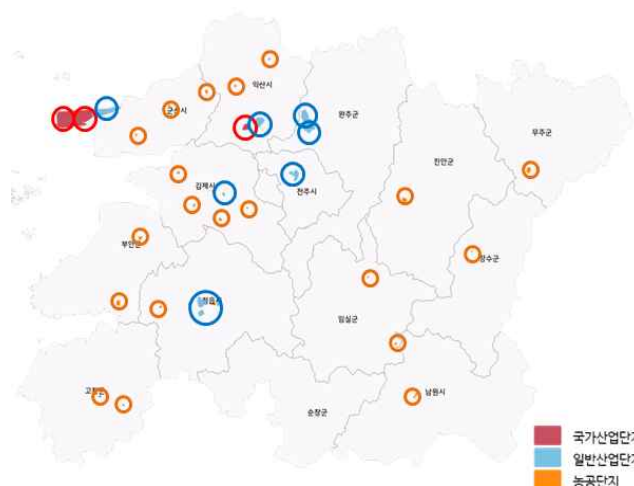 익산시
완주군
군산시
무주군
진안군
김제시
전주시
부안군
장수군
정읍시
임실군
고창군
남원시
순창군
국가산업단지
일반산업단지
농공단지